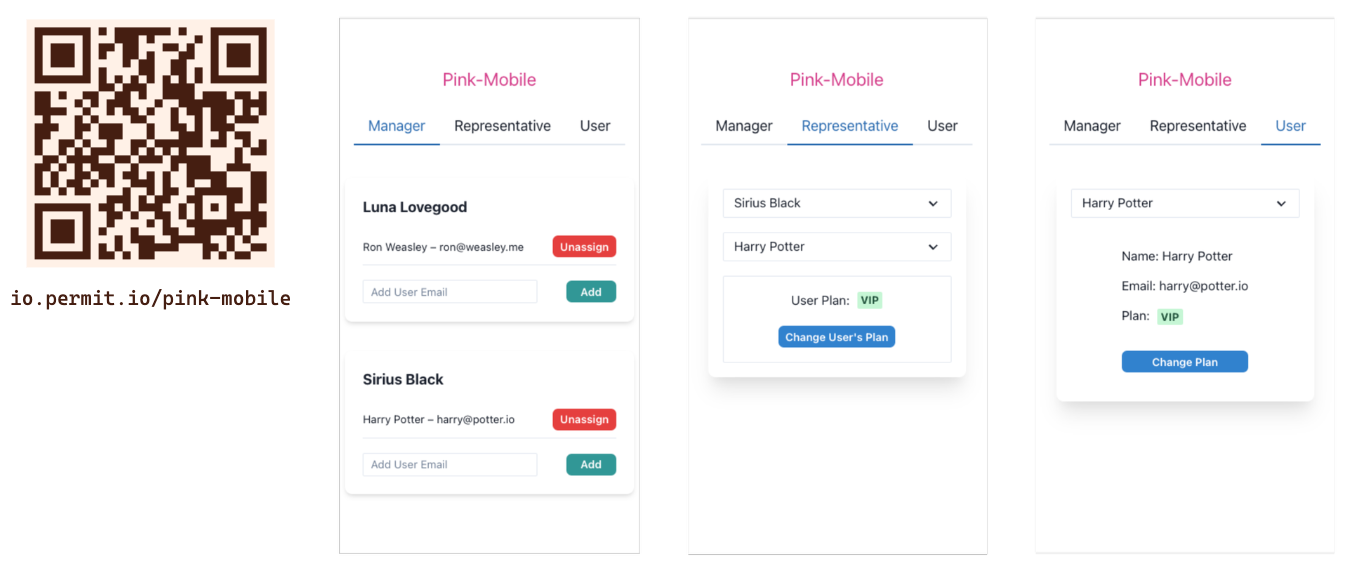 io.permit.io/pink-mobile
Pink-Mobile
Manager Representative User
Luna Lovegood
Ron Weasley – ron@weasley.me Unassign
Add User Email Add
Sirius Black
Harry Potter – harry@potter.io Unassign
Add User Email Add
Pink-Mobile
Manager Representative User
Sirius Black
Harry Potter
User Plan: VIP
Change User's Plan
Pink-Mobile
Manager Representative User
Harry Potter
Name: Harry Potter
Email: harry@potter.io
Plan: VIP
Change Plan